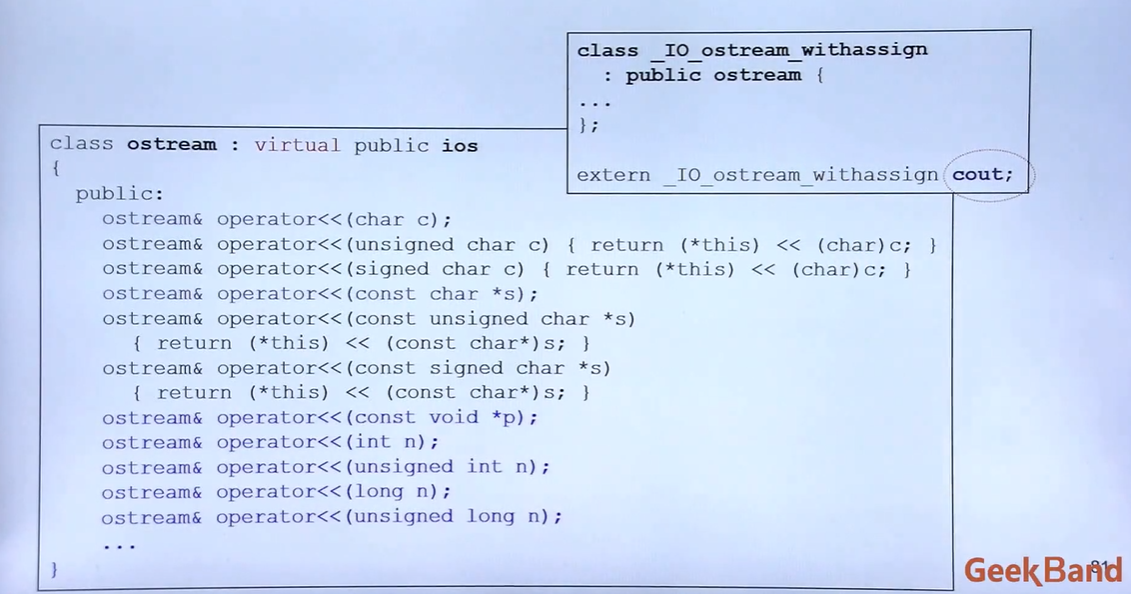 class _IO_ostream_withassign
: public ostream {
...
};
extern _IO_ostream_withassign cout;
class ostream : virtual public ios
{
public:
ostream& operator<<(char c);
ostream& operator<<(unsigned char c) { return (*this) << (char)c; }
ostream& operator<<(signed char c) { return (*this) << (char)c; }
ostream& operator<<(const char *s);
ostream& operator<<(const unsigned char *s)
{ return (*this) << (const char*)s; }
ostream& operator<<(const signed char *s)
{ return (*this) << (const char*)s; }
ostream& operator<<(const void *p);
ostream& operator<<(int n);
ostream& operator<<(unsigned int n);
ostream& operator<<(long n);
ostream& operator<<(unsigned long n);
...
}
GeekBand